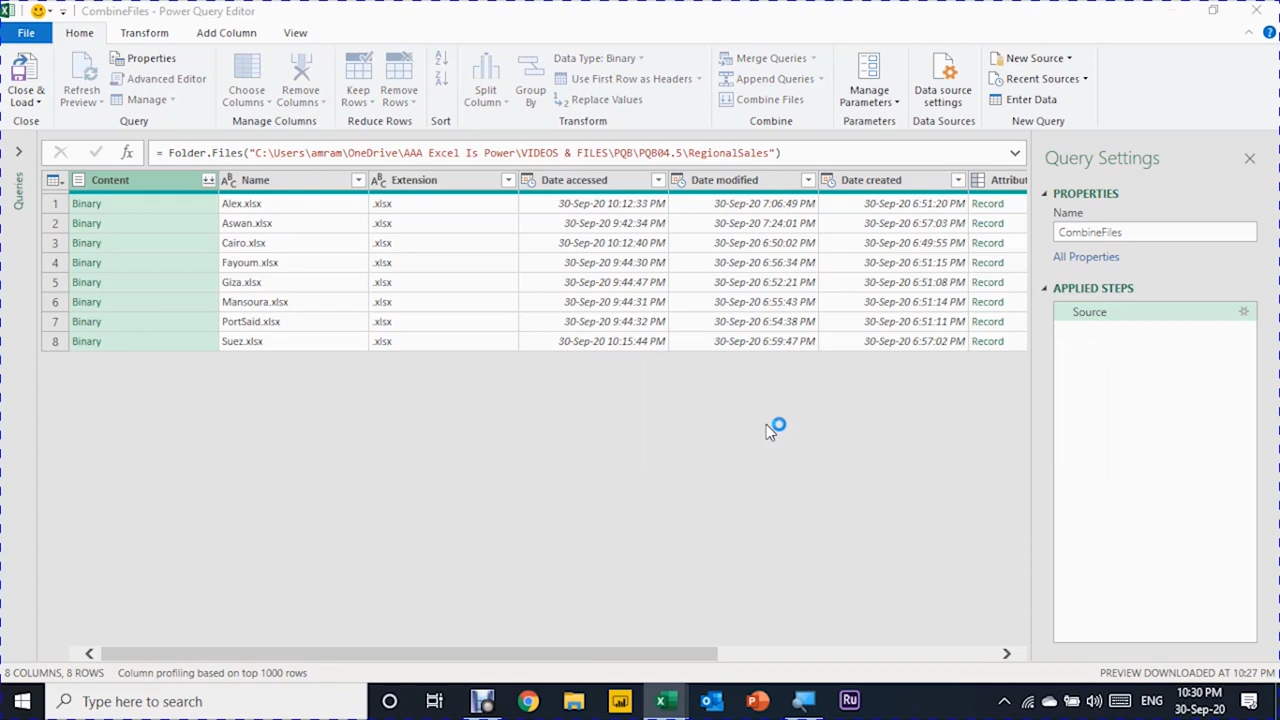 CombineFiles - Power Query Editor
File Home Transform Add Column View
Close & Load
Close
Refresh Preview
Properties
Advanced Editor
Manage
Query
Choose Columns
Remove Columns
Manage Columns
Keep Rows
Remove Rows
Reduce Rows
Sort
Split Column
Group By
Data Type: Binary
Use First Row as Headers
Replace Values
Transform
Merge Queries
Append Queries
Combine Files
Combine
Manage Parameters
Parameters
Data source settings
Data Sources
New Source
Recent Sources
Enter Data
New Query
= Folder.Files("C:\Users\amram\OneDrive\AAA Excel Is Power\VIDEOS & FILES\PQB\PQB04.5\RegionalSales")
Queries
Content Name Extension Date accessed Date modified Date created Attribut
1 Binary Alex.xlsx .xlsx 30-Sep-20 10:12:33 PM 30-Sep-20 7:06:49 PM 30-Sep-20 6:51:20 PM Record
2 Binary Aswan.xlsx .xlsx 30-Sep-20 9:42:34 PM 30-Sep-20 7:24:01 PM 30-Sep-20 6:57:03 PM Record
3 Binary Cairo.xlsx .xlsx 30-Sep-20 10:12:40 PM 30-Sep-20 6:50:02 PM 30-Sep-20 6:49:55 PM Record
4 Binary Fayoum.xlsx .xlsx 30-Sep-20 9:44:30 PM 30-Sep-20 6:56:34 PM 30-Sep-20 6:51:15 PM Record
5 Binary Giza.xlsx .xlsx 30-Sep-20 9:44:47 PM 30-Sep-20 6:52:21 PM 30-Sep-20 6:51:08 PM Record
6 Binary Mansoura.xlsx .xlsx 30-Sep-20 9:44:31 PM 30-Sep-20 6:55:43 PM 30-Sep-20 6:51:14 PM Record
7 Binary PortSaid.xlsx .xlsx 30-Sep-20 9:44:32 PM 30-Sep-20 6:54:38 PM 30-Sep-20 6:51:11 PM Record
8 Binary Suez.xlsx .xlsx 30-Sep-20 10:15:44 PM 30-Sep-20 6:59:47 PM 30-Sep-20 6:57:02 PM Record
Query Settings
PROPERTIES
Name
CombineFiles
All Properties
APPLIED STEPS
Source
8 COLUMNS, 8 ROWS Column profiling based on top 1000 rows PREVIEW DOWNLOADED AT 10:27 PM
Type here to search
Ru
ENG
10:30 PM
30-Sep-20